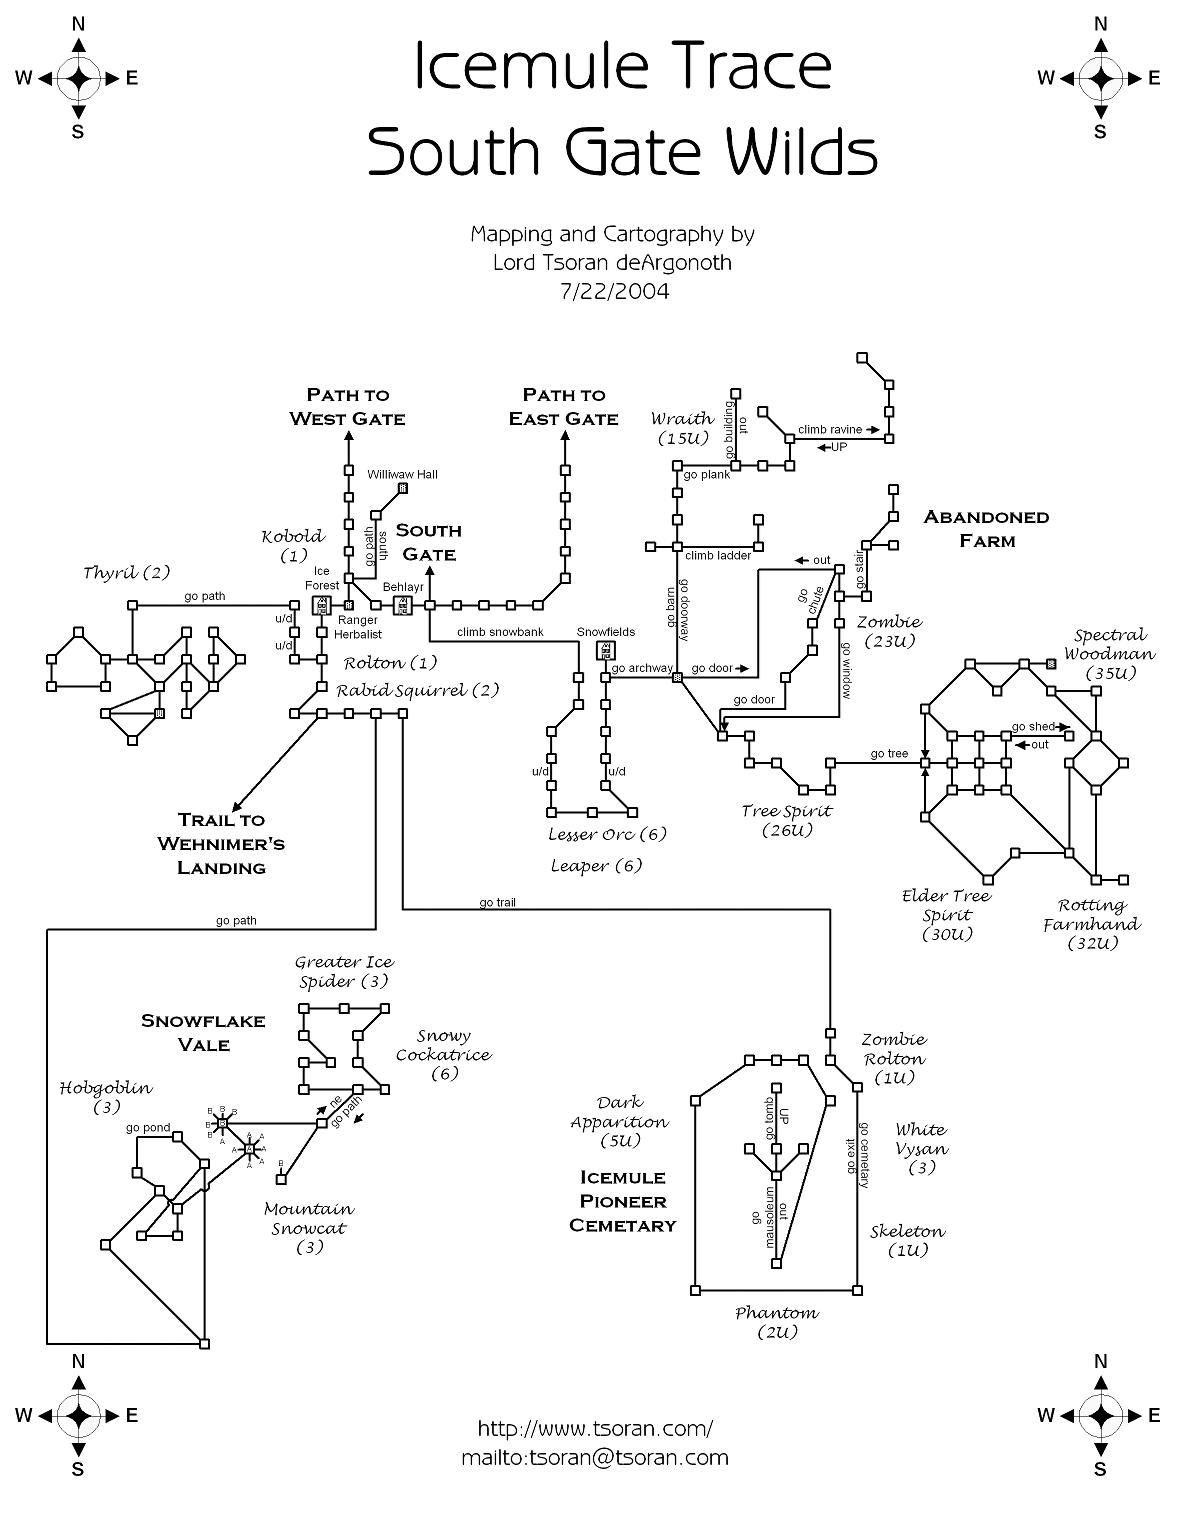 N
W E
S
N
W E
S
Icemule Trace
South Gate Wilds
Mapping and Cartography by
Lord Tsoran deArgonoth
7/22/2004
PATH TO
WEST GATE
PATH TO
EAST GATE
Wraith
(15U)
go building
out
climb ravine
UP
go plank
Williwaw Hall
go path
south
SOUTH
GATE
Kobold
(1)
ABANDONED
FARM
climb ladder
out
go stair
Thyril (2)
Ice
Forest
Behlayr
go path
u/d
u/d
Ranger
Herbalist
go barn
go doorway
go
chute
Zombie
(23U)
climb snowbank
Snowfields
go window
Spectral
Woodman
(35U)
Rolton (1)
go archway
go door
Rabid Squirrel (2)
go door
go shed
out
go tree
u/d
u/d
TRAIL TO
WEHNIMER'S
LANDING
Lesser Orc (6)
Leaper (6)
Tree Spirit
(26U)
Elder Tree
Spirit
(30U)
Rotting
Farmhand
(32U)
go trail
go path
Greater Ice
Spider (3)
SNOWFLAKE
VALE
Snowy
Cockatrice
(6)
Zombie
Rolton
(1U)
Hobgoblin
(3)
ne
go path
B
B
B
B
B
B
B
A
A
A
A
A
A
A
A
B
go pond
Dark
Apparition
(5U)
go tomb
UP
go cemetary
go exit
White
Vysan
(3)
ICEMULE
PIONEER
CEMETARY
go
mausoleum
out
Mountain
Snowcat
(3)
Skeleton
(1U)
Phantom
(2U)
N
W E
S
N
W E
S
http://www.tsoran.com/
mailto:tsoran@tsoran.com